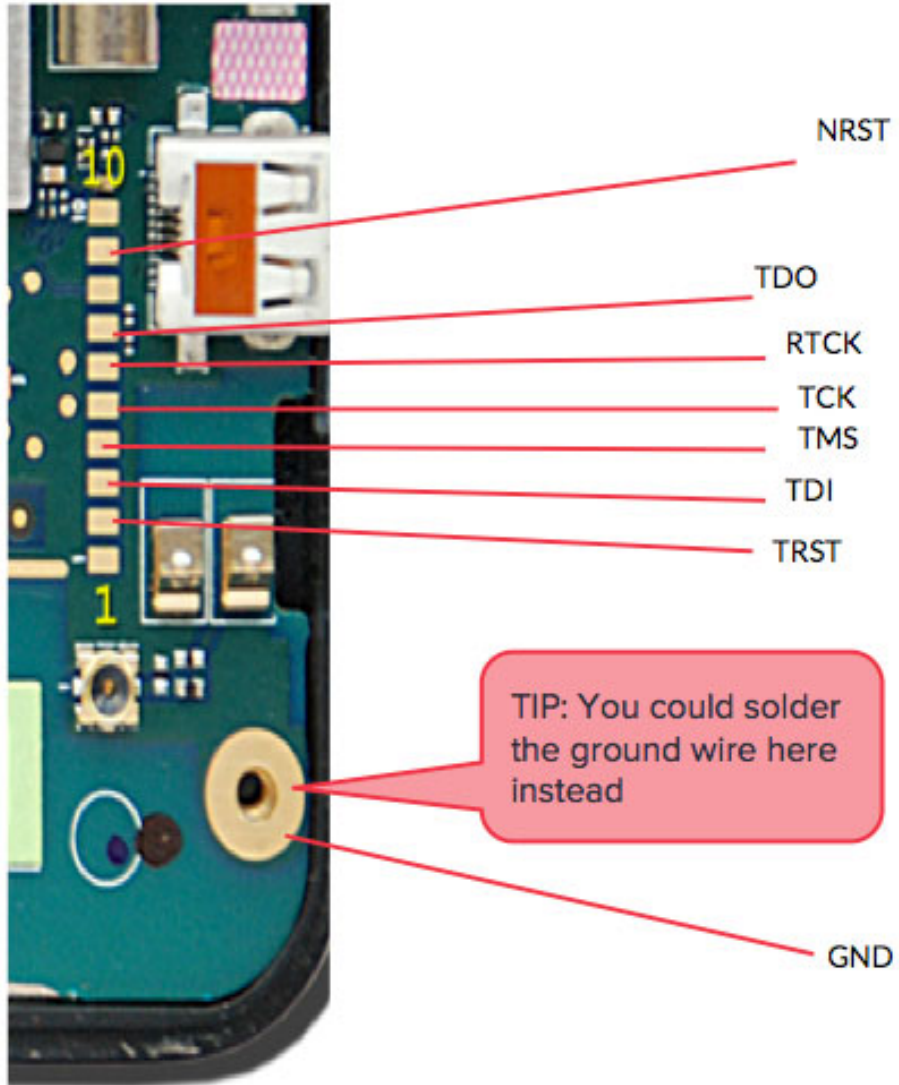 NRST
10
TDO
RTCK
TCK
TMS
TDI
TRST
1
TIP: You could solder
the ground wire here
instead
GND